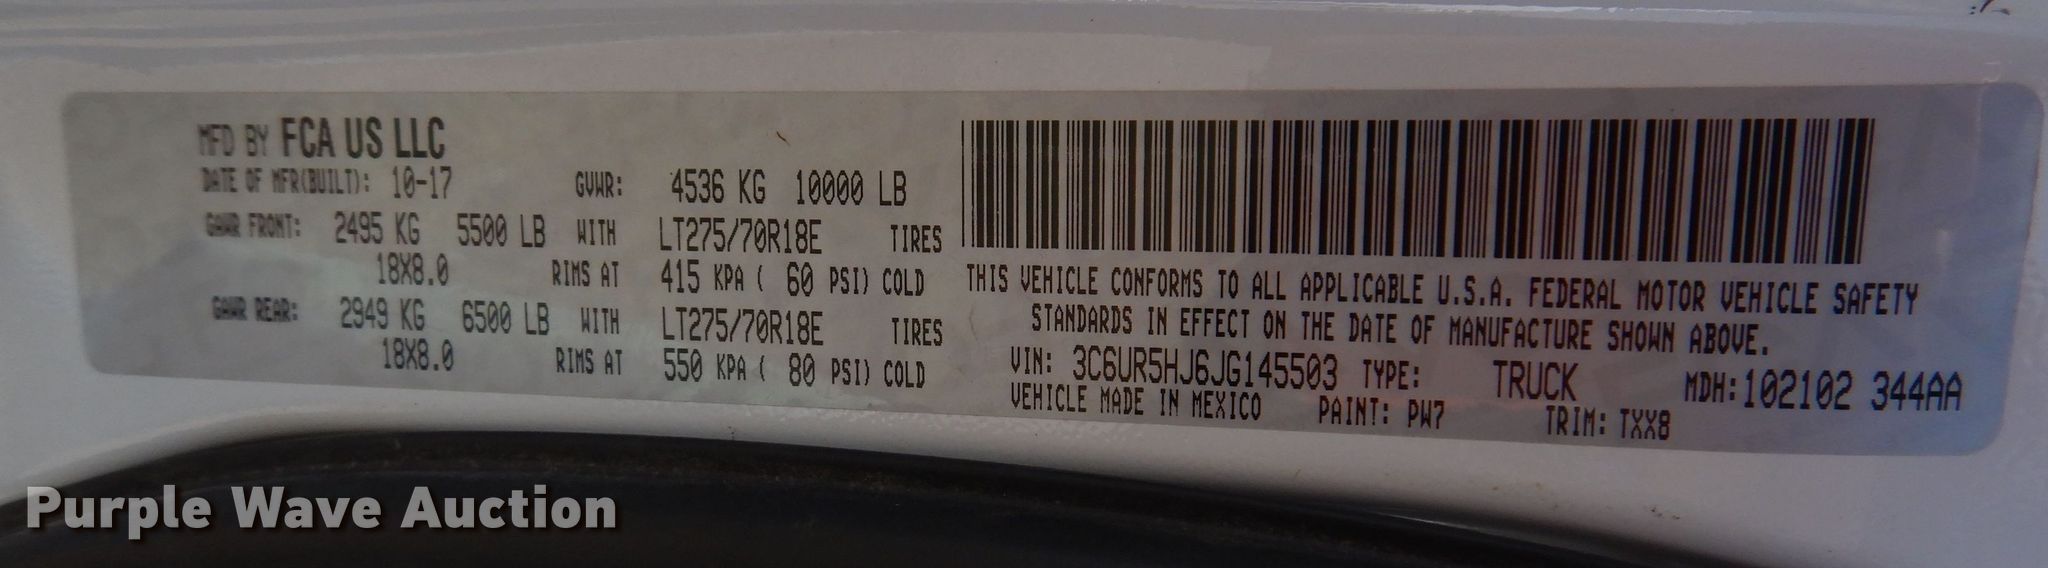 MFD BY FCA US LLC
DATE OF MFR(BUILT): 10-17 GVWR: 4536 KG 10000 LB
GAWR FRONT: 2495 KG 5500 LB WITH LT275/70R18E TIRES
18X8.0 RIMS AT 415 KPA ( 60 PSI) COLD
GAWR REAR: 2949 KG 6500 LB WITH LT275/70R18E TIRES
18X8.0 RIMS AT 550 KPA ( 80 PSI) COLD
THIS VEHICLE CONFORMS TO ALL APPLICABLE U.S.A. FEDERAL MOTOR VEHICLE SAFETY
STANDARDS IN EFFECT ON THE DATE OF MANUFACTURE SHOWN ABOVE.
VIN: 3C6UR5HJ6JG145503 TYPE: TRUCK MDH:102102 344AA
VEHICLE MADE IN MEXICO PAINT: PW7 TRIM: TXX8
Purple Wave Auction